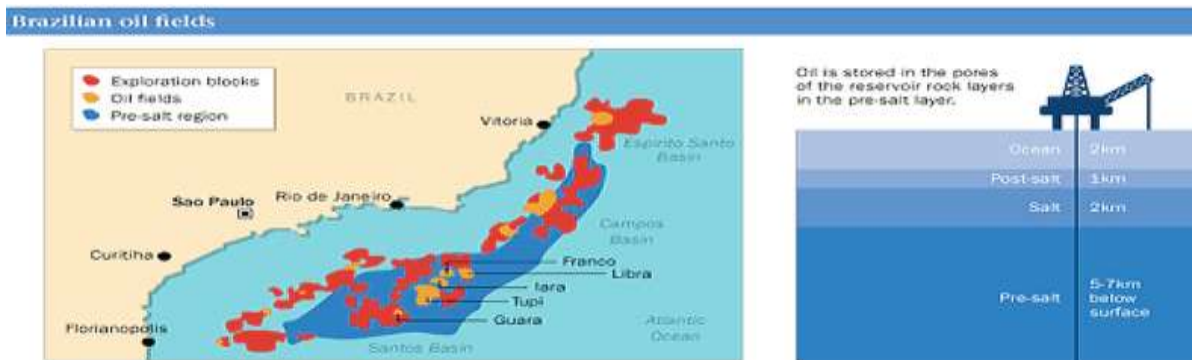 Brazilian oil fields
Exploration blocks
Oil fields
Pre-salt region
BRAZIL
Vitoria
Espirito Santo
Basin
Sao Paulo
Rio de Janeiro
Campos
Basin
Curitiba
Franco
Libra
Iara
Tupi
Guara
Florianopolis
Santos Basin
Atlantic
Ocean
Oil is stored in the pores
of the reservoir rock layers
in the pre-salt layer.
Ocean 2km
Post-salt 1km
Salt 2km
Pre-salt 5-7km
below
surface